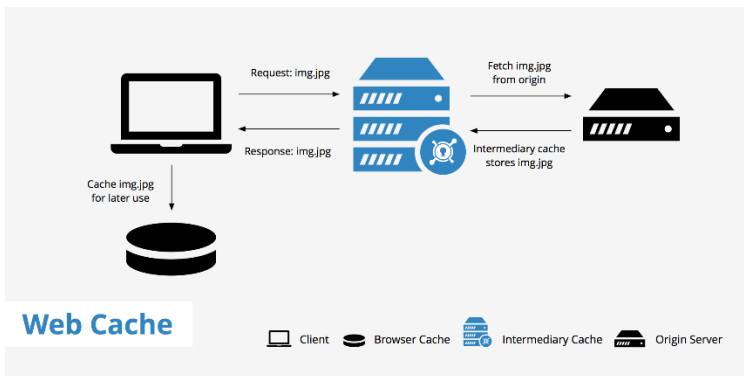 Request: img.jpg
Fetch img.jpg
from origin
Response: img.jpg
Intermediary cache
stores img.jpg
Cache img.jpg
for later use
Web Cache
Client
Browser Cache
Intermediary Cache
Origin Server